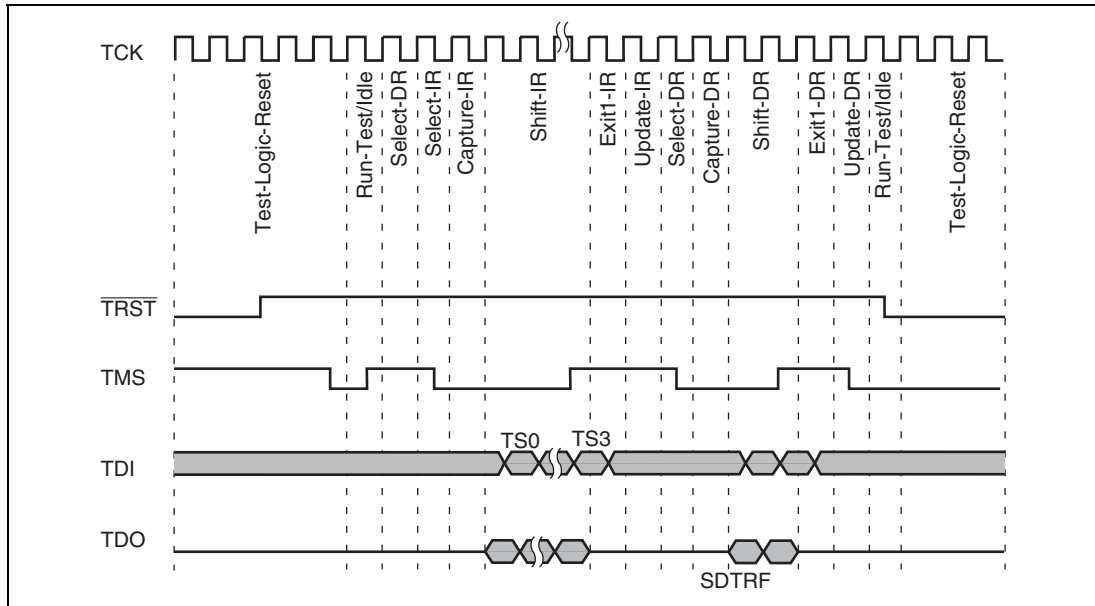 TCK
Test-Logic-Reset
Run-Test/Idle
Select-DR
Select-IR
Capture-IR
Shift-IR
Exit1-IR
Update-IR
Select-DR
Capture-DR
Shift-DR
Exit1-DR
Update-DR
Run-Test/Idle
Test-Logic-Reset
TRST
TMS
TS0 TS3
TDI
TDO
SDTRF